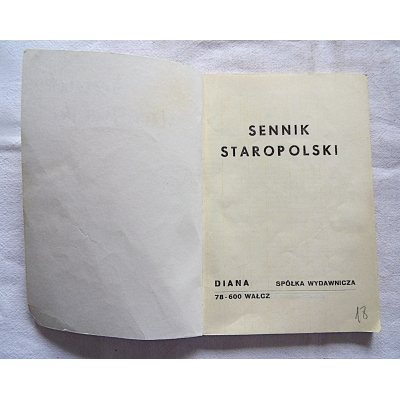 SENNIK
STAROPOLSKI
DIANA SPÓŁKA WYDAWNICZA
78-600 WAŁCZ
18